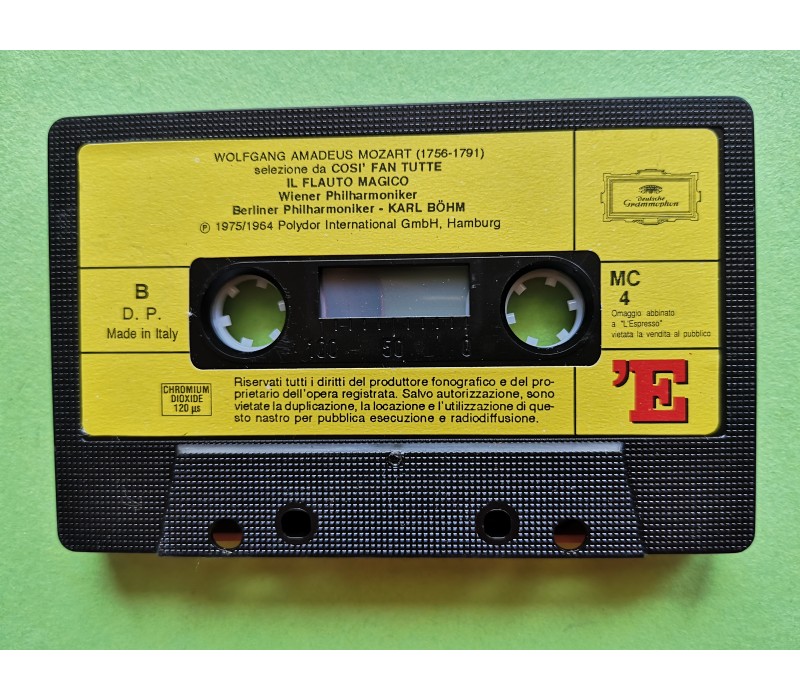 WOLFGANG AMADEUS MOZART (1756-1791)
selezione da COSI' FAN TUTTE
IL FLAUTO MAGICO
Wiener Philharmoniker
Berliner Philharmoniker - KARL BÖHM
℗ 1975/1964 Polydor International GmbH, Hamburg
Deutsche
Grammophon
B
D. P.
Made in Italy
50
0
MC
4
Omaggio abbinato
a "L'Espresso"
vietata la vendita al pubblico
CHROMIUM
DIOXIDE
120 µs
Riservati tutti i diritti del produttore fonografico e del pro-
prietario dell'opera registrata. Salvo autorizzazione, sono
vietate la duplicazione, la locazione e l'utilizzazione di que-
sto nastro per pubblica esecuzione e radiodiffusione.
'E